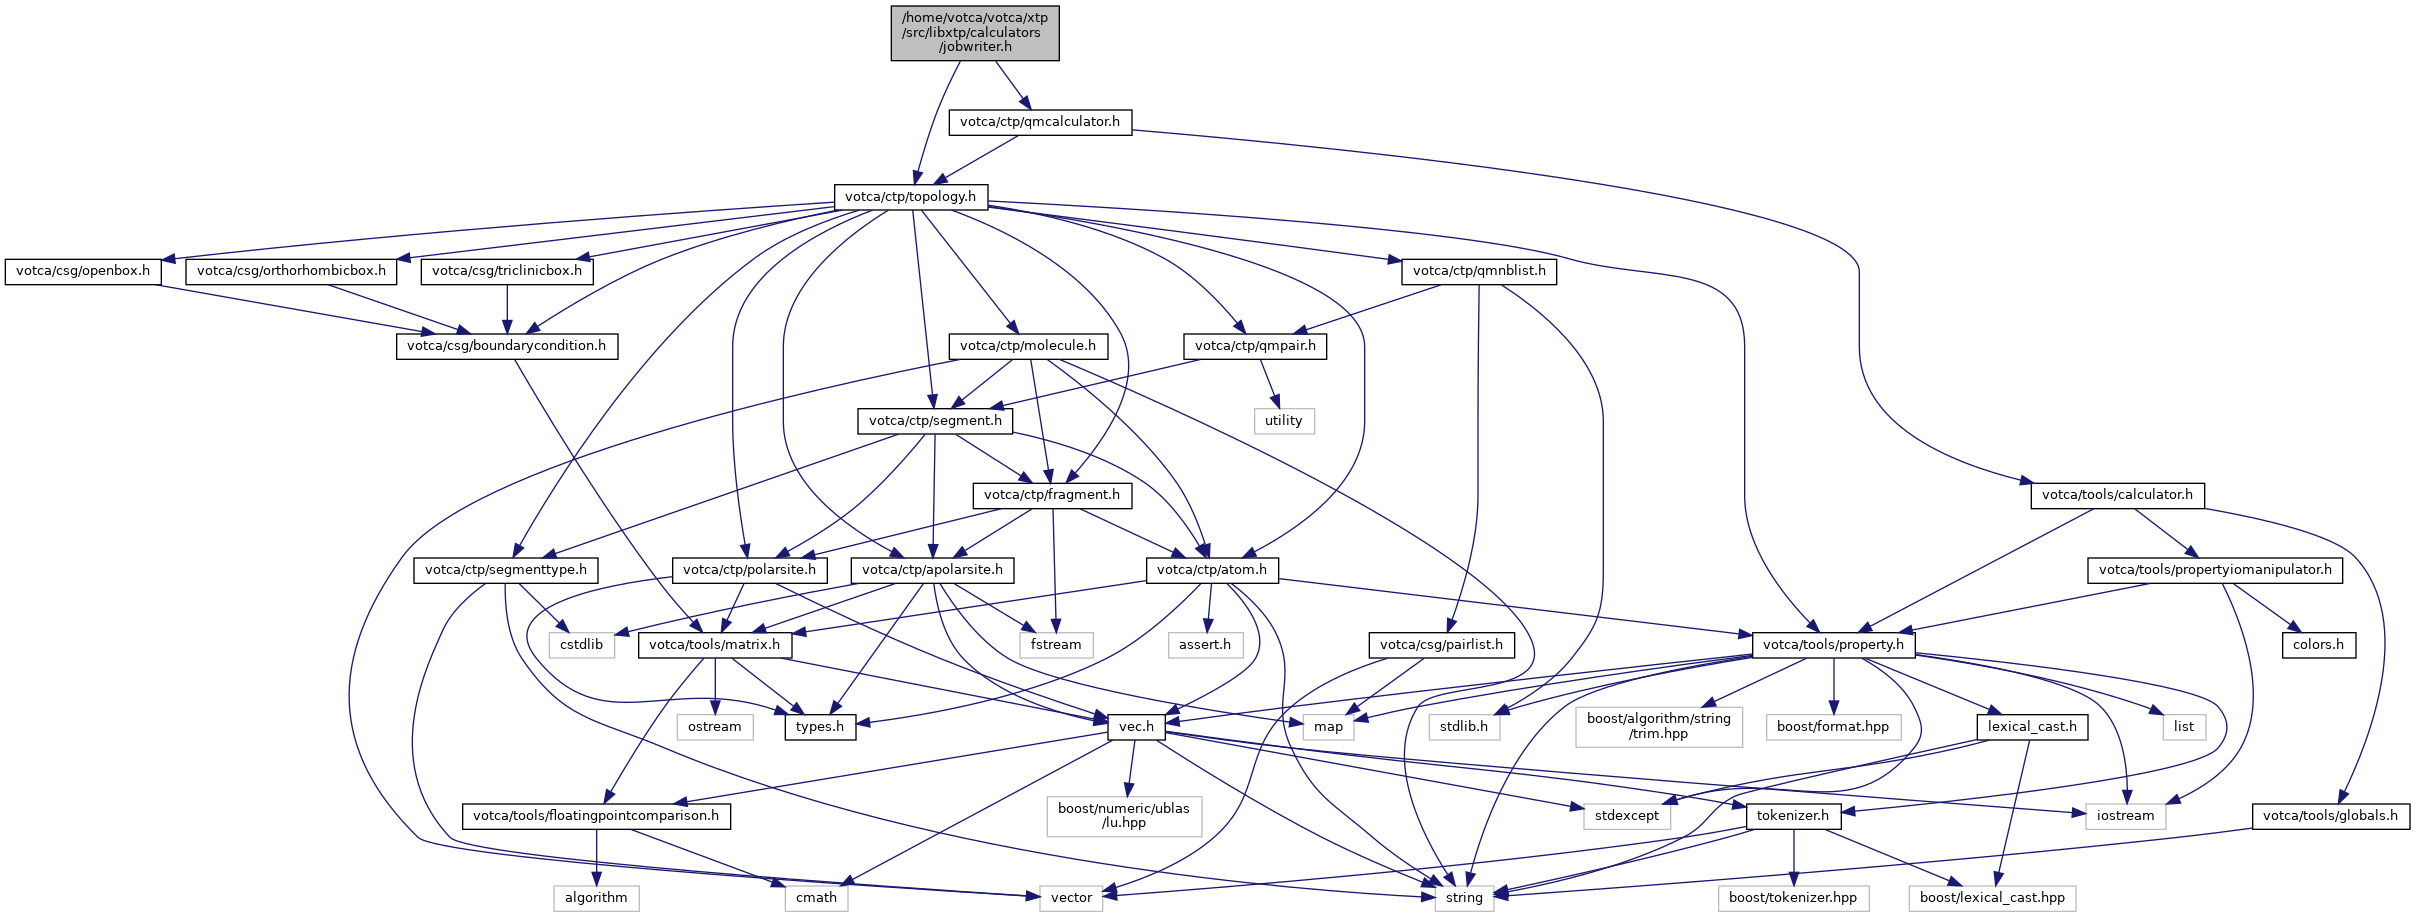 /home/votca/votca/xtp
/src/libxtp/calculators
/jobwriter.h
votca/ctp/qmcalculator.h
votca/ctp/topology.h
votca/csg/openbox.h
votca/csg/orthorhombicbox.h
votca/csg/triclinicbox.h
votca/ctp/qmnblist.h
votca/csg/boundarycondition.h
votca/ctp/molecule.h
votca/ctp/qmpair.h
votca/ctp/segment.h
utility
votca/ctp/fragment.h
votca/tools/calculator.h
votca/ctp/segmenttype.h
votca/ctp/polarsite.h
votca/ctp/apolarsite.h
votca/ctp/atom.h
votca/tools/propertyiomanipulator.h
cstdlib
votca/tools/matrix.h
fstream
assert.h
votca/csg/pairlist.h
votca/tools/property.h
colors.h
ostream
types.h
vec.h
map
stdlib.h
boost/algorithm/string
/trim.hpp
boost/format.hpp
lexical_cast.h
list
votca/tools/floatingpointcomparison.h
boost/numeric/ublas
/lu.hpp
stdexcept
tokenizer.h
iostream
votca/tools/globals.h
algorithm
cmath
vector
string
boost/tokenizer.hpp
boost/lexical_cast.hpp